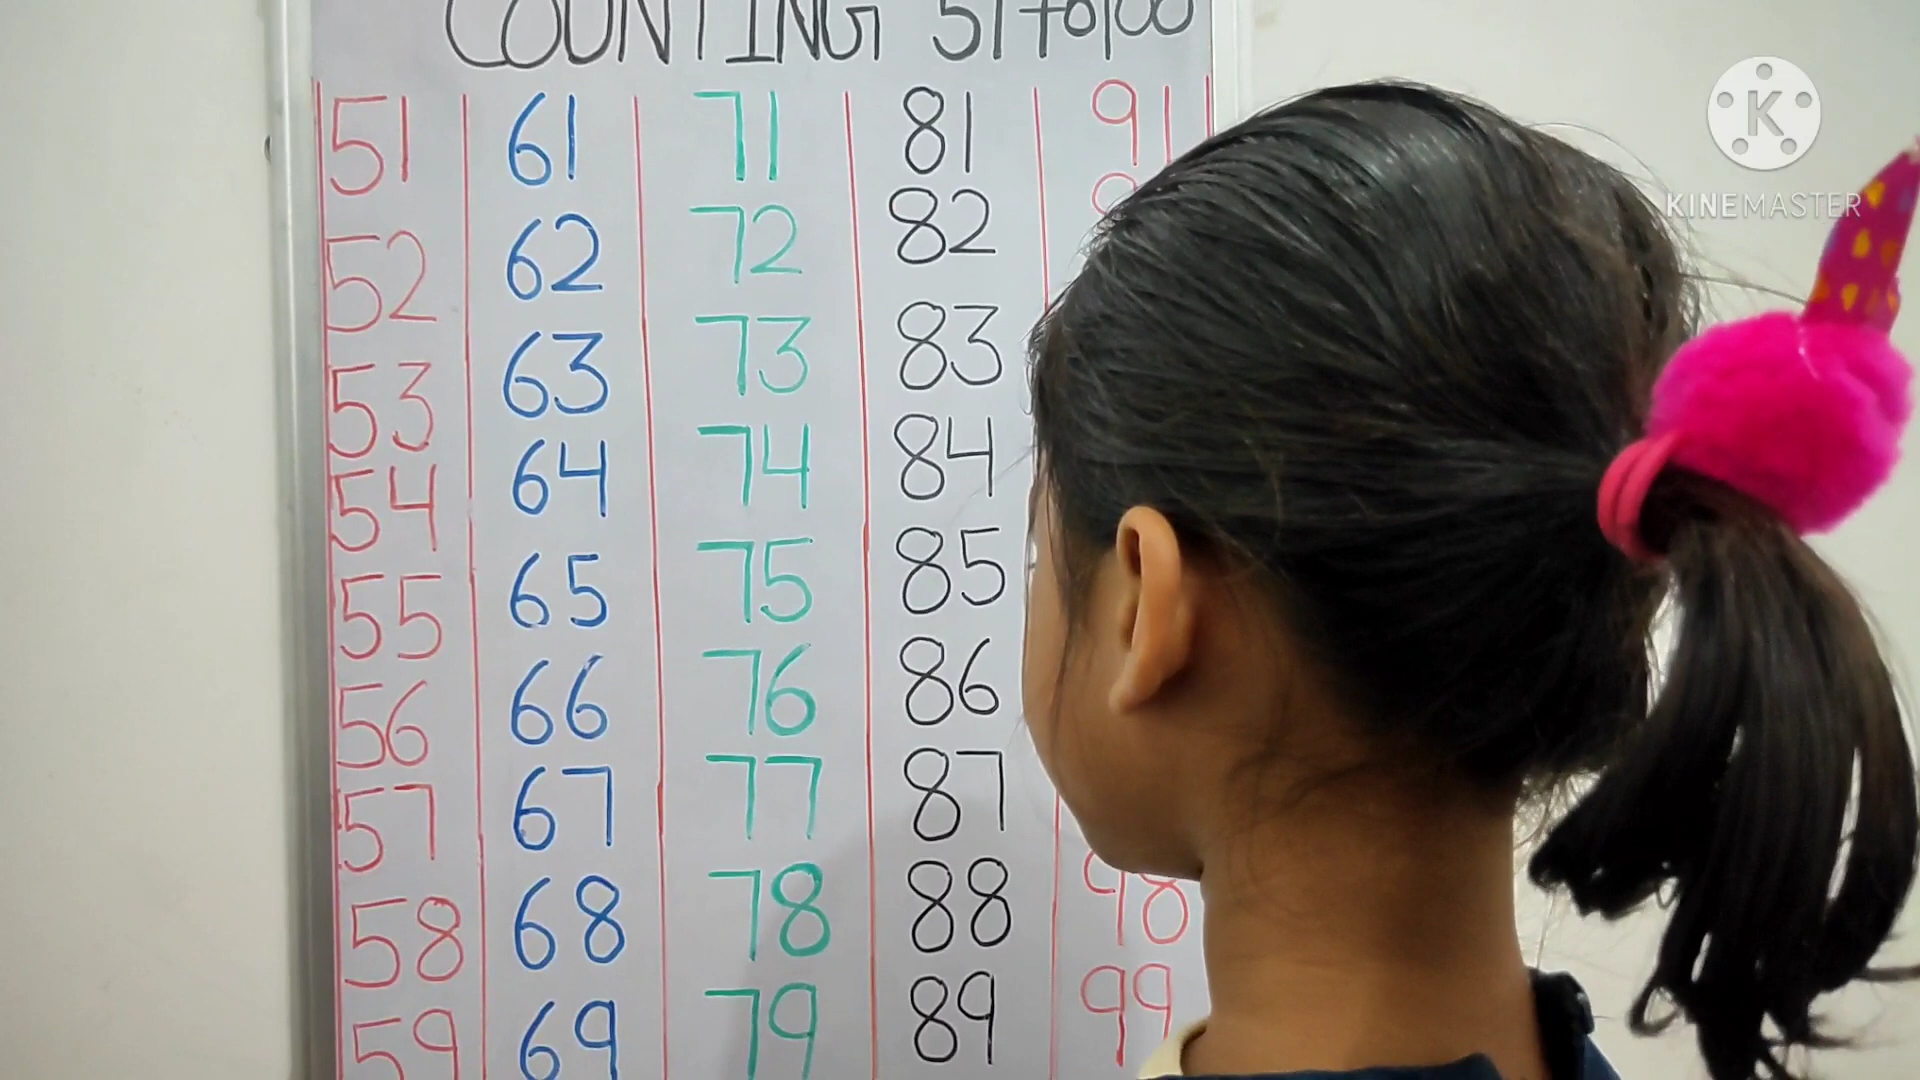 COUNTING 51 to 100
51 61 71 81 91
52 62 72 82
53 63 73 83
54 64 74 84
55 65 75 85
56 66 76 86
57 67 77 87
58 68 78 88 98
59 69 79 89 99
K
KINEMASTER